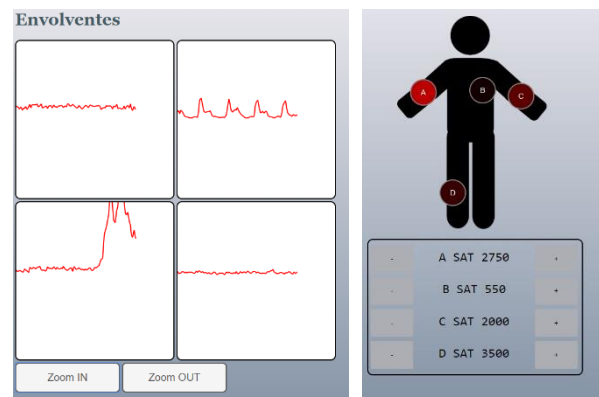 Envolventes
Zoom IN
Zoom OUT
A
B
C
D
- A SAT 2750 +
- B SAT 550 +
- C SAT 2000 +
- D SAT 3500 +